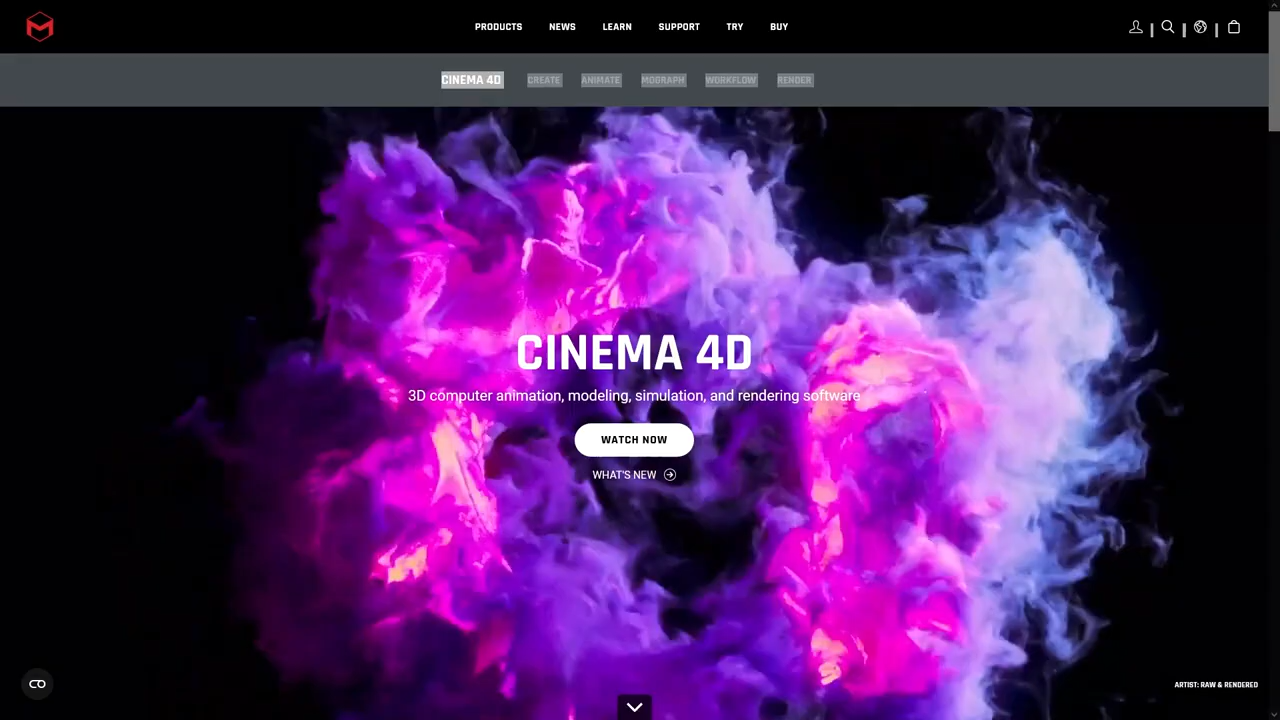 PRODUCTS NEWS LEARN SUPPORT TRY BUY
CINEMA 4D CREATE ANIMATE MOGRAPH WORKFLOW RENDER
CINEMA 4D
3D computer animation, modeling, simulation, and rendering software
WATCH NOW
WHAT'S NEW
ARTIST: RAW & RENDERED